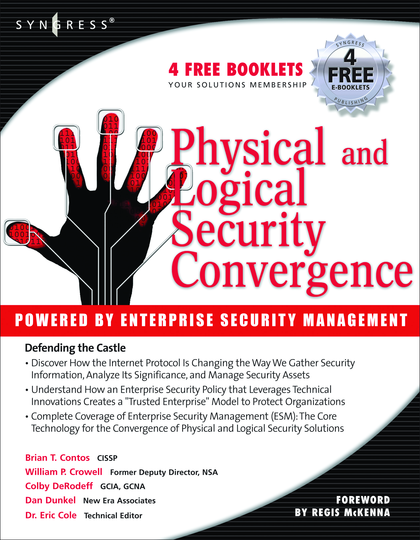 SYNGRESS®
4 FREE BOOKLETS
YOUR SOLUTIONS MEMBERSHIP
SYNGRESS
4
FREE
E-BOOKLETS
PUBLISHING
Physical and
Logical
Security
Convergence
POWERED BY ENTERPRISE SECURITY MANAGEMENT
Defending the Castle
• Discover How the Internet Protocol Is Changing the Way We Gather Security
Information, Analyze Its Significance, and Manage Security Assets
• Understand How an Enterprise Security Policy that Leverages Technical
Innovations Creates a "Trusted Enterprise" Model to Protect Organizations
• Complete Coverage of Enterprise Security Management (ESM): The Core
Technology for the Convergence of Physical and Logical Security Solutions
Brian T. Contos CISSP
William P. Crowell Former Deputy Director, NSA
Colby DeRodeff GCIA, GCNA
Dan Dunkel New Era Associates
Dr. Eric Cole Technical Editor
FOREWORD
BY REGIS McKENNA